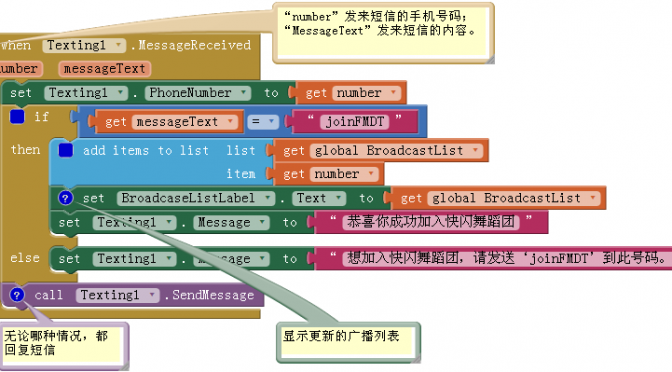 “number”发来短信的手机号码；
“MessageText”发来短信的内容。
when Texting1 .MessageReceived
number messageText
set Texting1 . PhoneNumber to get number
if get messageText = “ joinFMDT ”
then add items to list list get global BroadcastList
item get number
? set BroadcaseListLabel . Text to get global BroadcastList
set Texting1 . Message to “ 恭喜你成功加入快闪舞蹈团 ”
else set Texting1 . Message to “ 想加入快闪舞蹈团，请发送‘joinFMDT’到此号码。
? call Texting1 .SendMessage
无论哪种情况，都
回复短信
显示更新的广播列表